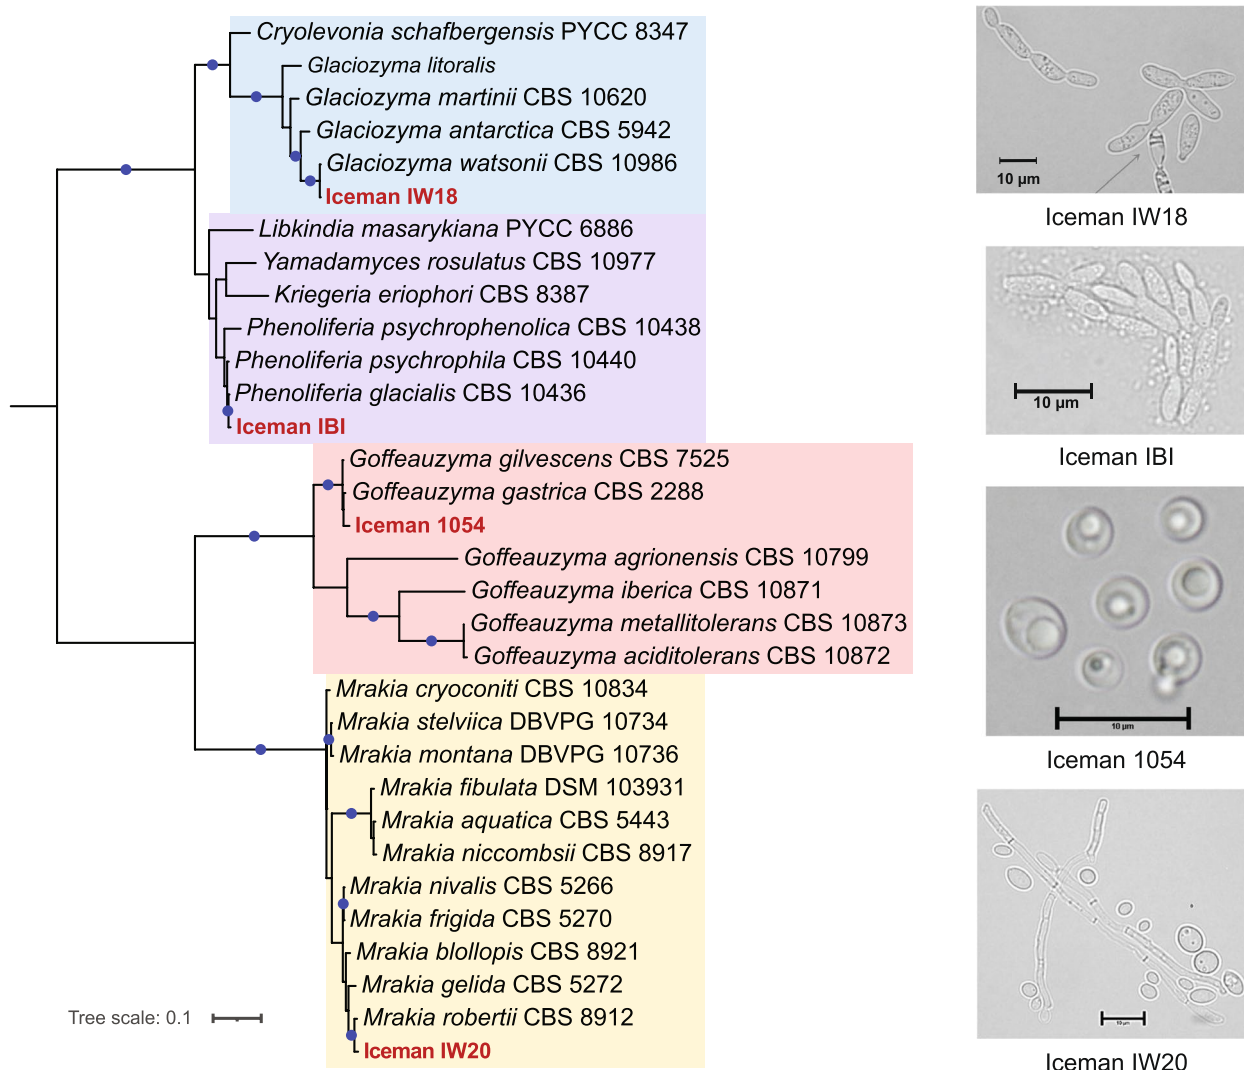 Cryolevonia schafbergensis PYCC 8347
Glaciozyma litoralis
Glaciozyma martinii CBS 10620
Glaciozyma antarctica CBS 5942
Glaciozyma watsonii CBS 10986
Iceman IW18
Libkindia masarykiana PYCC 6886
Yamadamyces rosulatus CBS 10977
Kriegeria eriophori CBS 8387
Phenoliferia psychrophenolica CBS 10438
Phenoliferia psychrophila CBS 10440
Phenoliferia glacialis CBS 10436
Iceman IBI
Goffeauzyma gilvescens CBS 7525
Goffeauzyma gastrica CBS 2288
Iceman 1054
Goffeauzyma agrionensis CBS 10799
Goffeauzyma iberica CBS 10871
Goffeauzyma metallitolerans CBS 10873
Goffeauzyma aciditolerans CBS 10872
Mrakia cryoconiti CBS 10834
Mrakia stelviica DBVPG 10734
Mrakia montana DBVPG 10736
Mrakia fibulata DSM 103931
Mrakia aquatica CBS 5443
Mrakia niccombsii CBS 8917
Mrakia nivalis CBS 5266
Mrakia frigida CBS 5270
Mrakia blollopis CBS 8921
Mrakia gelida CBS 5272
Mrakia robertii CBS 8912
Iceman IW20
Tree scale: 0.1
10 µm
Iceman IW18
10 µm
Iceman IBI
10 µm
Iceman 1054
10 µm
Iceman IW20